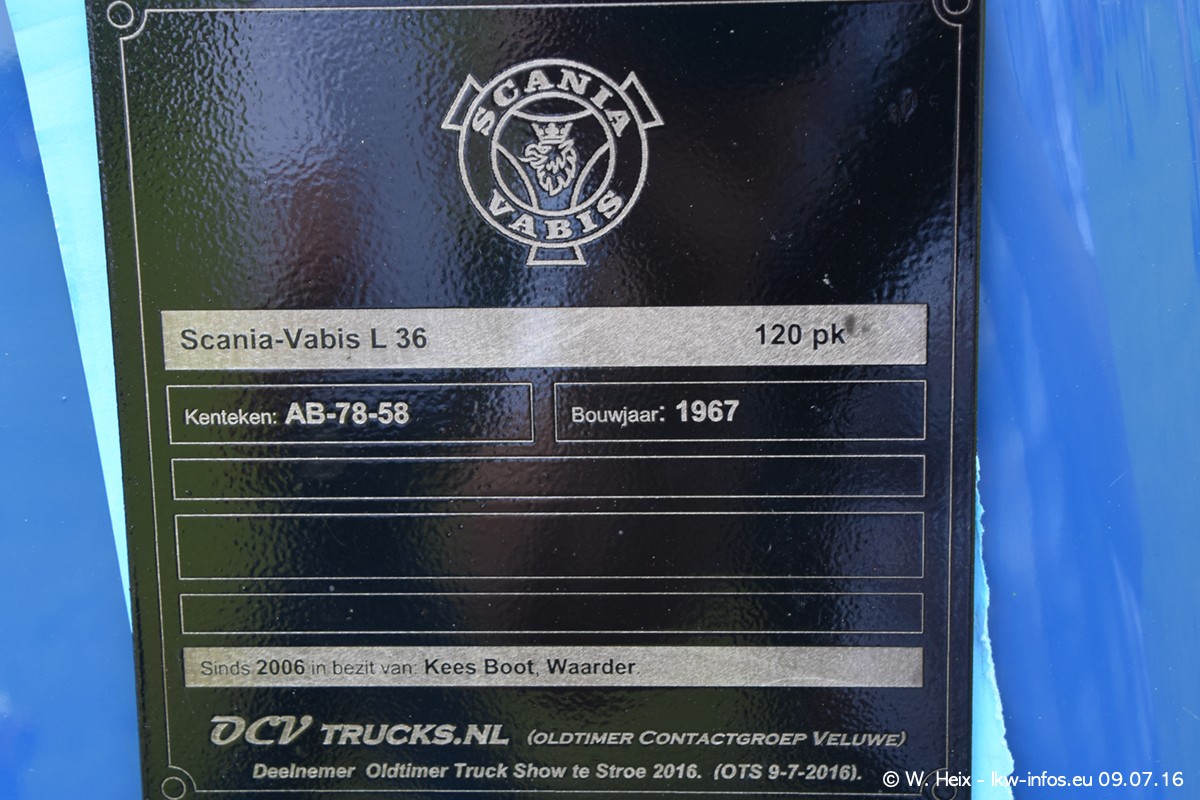 SCANIA
VABIS
Scania-Vabis L 36 120 pk
Kenteken: AB-78-58 Bouwjaar: 1967
Sinds 2006 in bezit van: Kees Boot, Waarder.
OCV TRUCKS.NL (OLDTIMER CONTACTGROEP VELUWE)
Deelnemer Oldtimer Truck Show te Stroe 2016. (OTS 9-7-2016).
© W. Heix - lkw-infos.eu 09.07.16